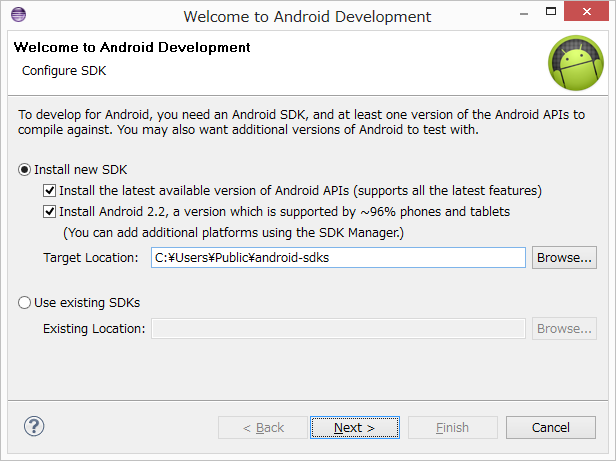 Welcome to Android Development
Welcome to Android Development
Configure SDK
To develop for Android, you need an Android SDK, and at least one version of the Android APIs to
compile against. You may also want additional versions of Android to test with.
Install new SDK
Install the latest available version of Android APIs (supports all the latest features)
Install Android 2.2, a version which is supported by ~96% phones and tablets
(You can add additional platforms using the SDK Manager.)
Target Location: C:¥Users¥Public¥android-sdks Browse...
Use existing SDKs
Existing Location: Browse...
? < Back Next > Finish Cancel